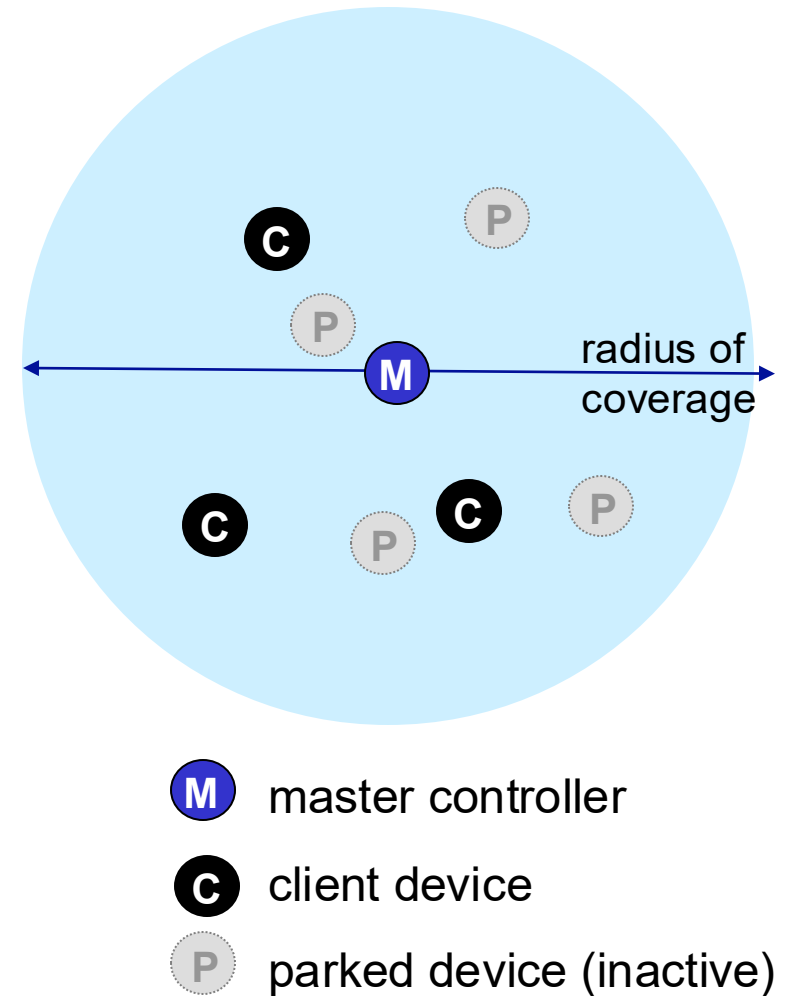 P
C
P
radius of
M
coverage
C
P
C
P
M master controller
C client device
P parked device (inactive)